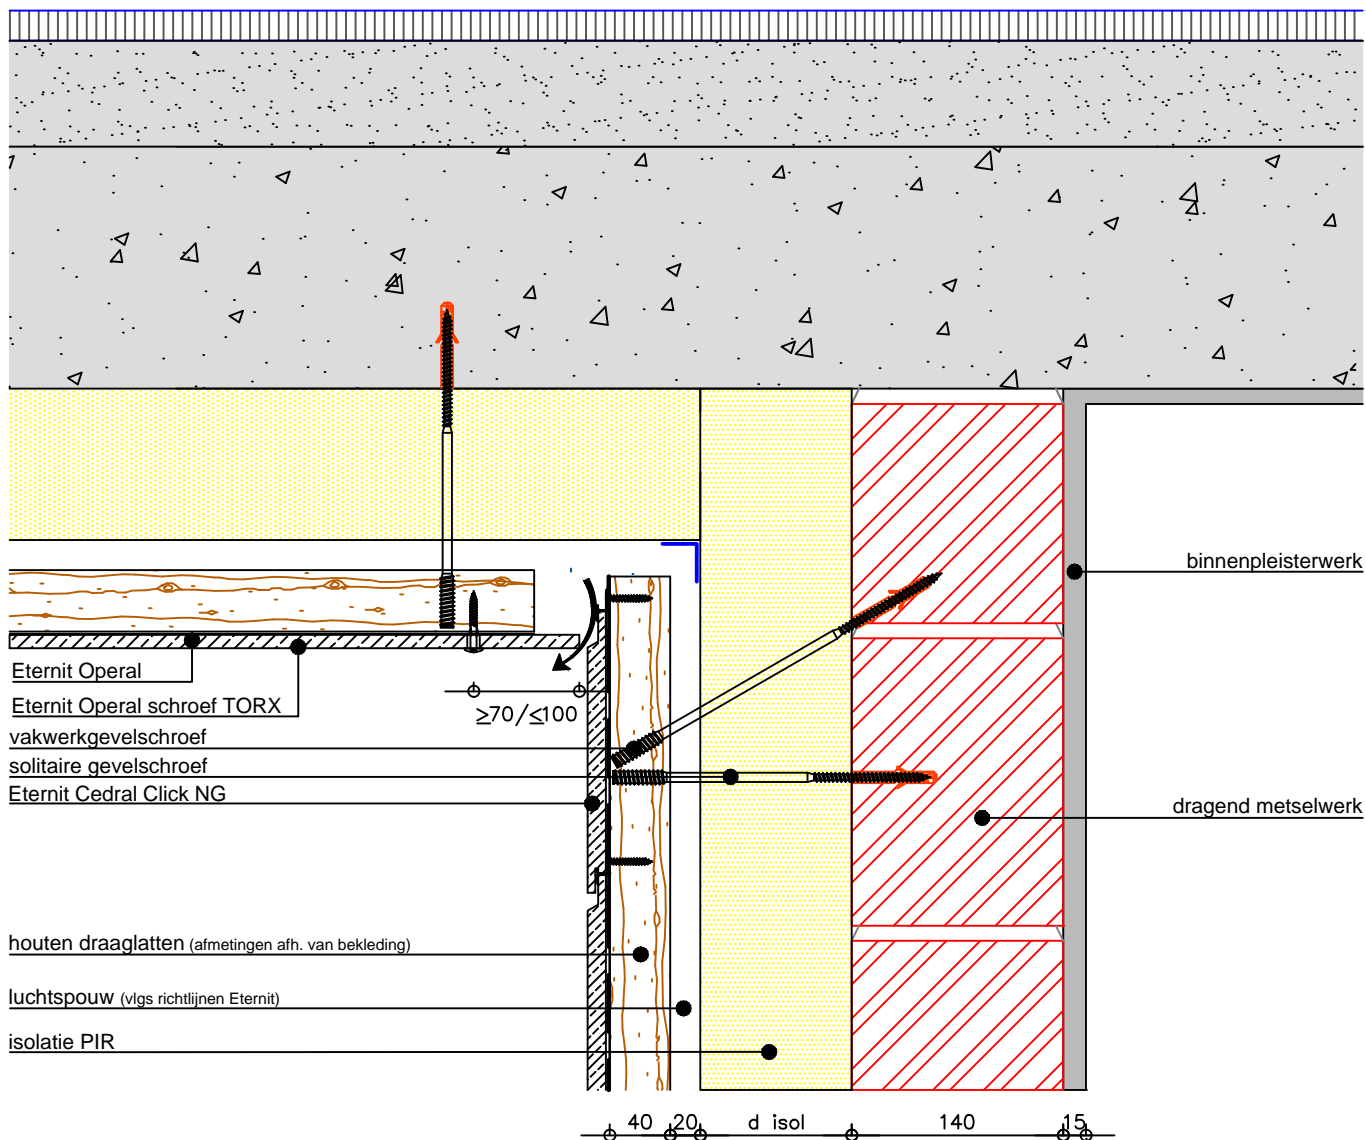 binnenpleisterwerk
Eternit Operal
Eternit Operal schroef TORX
≥70/≤100
vakwerkgevelschroef
solitaire gevelschroef
Eternit Cedral Click NG
dragend metselwerk
houten draaglatten (afmetingen afh. van bekleding)
luchtspouw (vlgs richtlijnen Eternit)
isolatie PIR
40 20 d isol 140 15